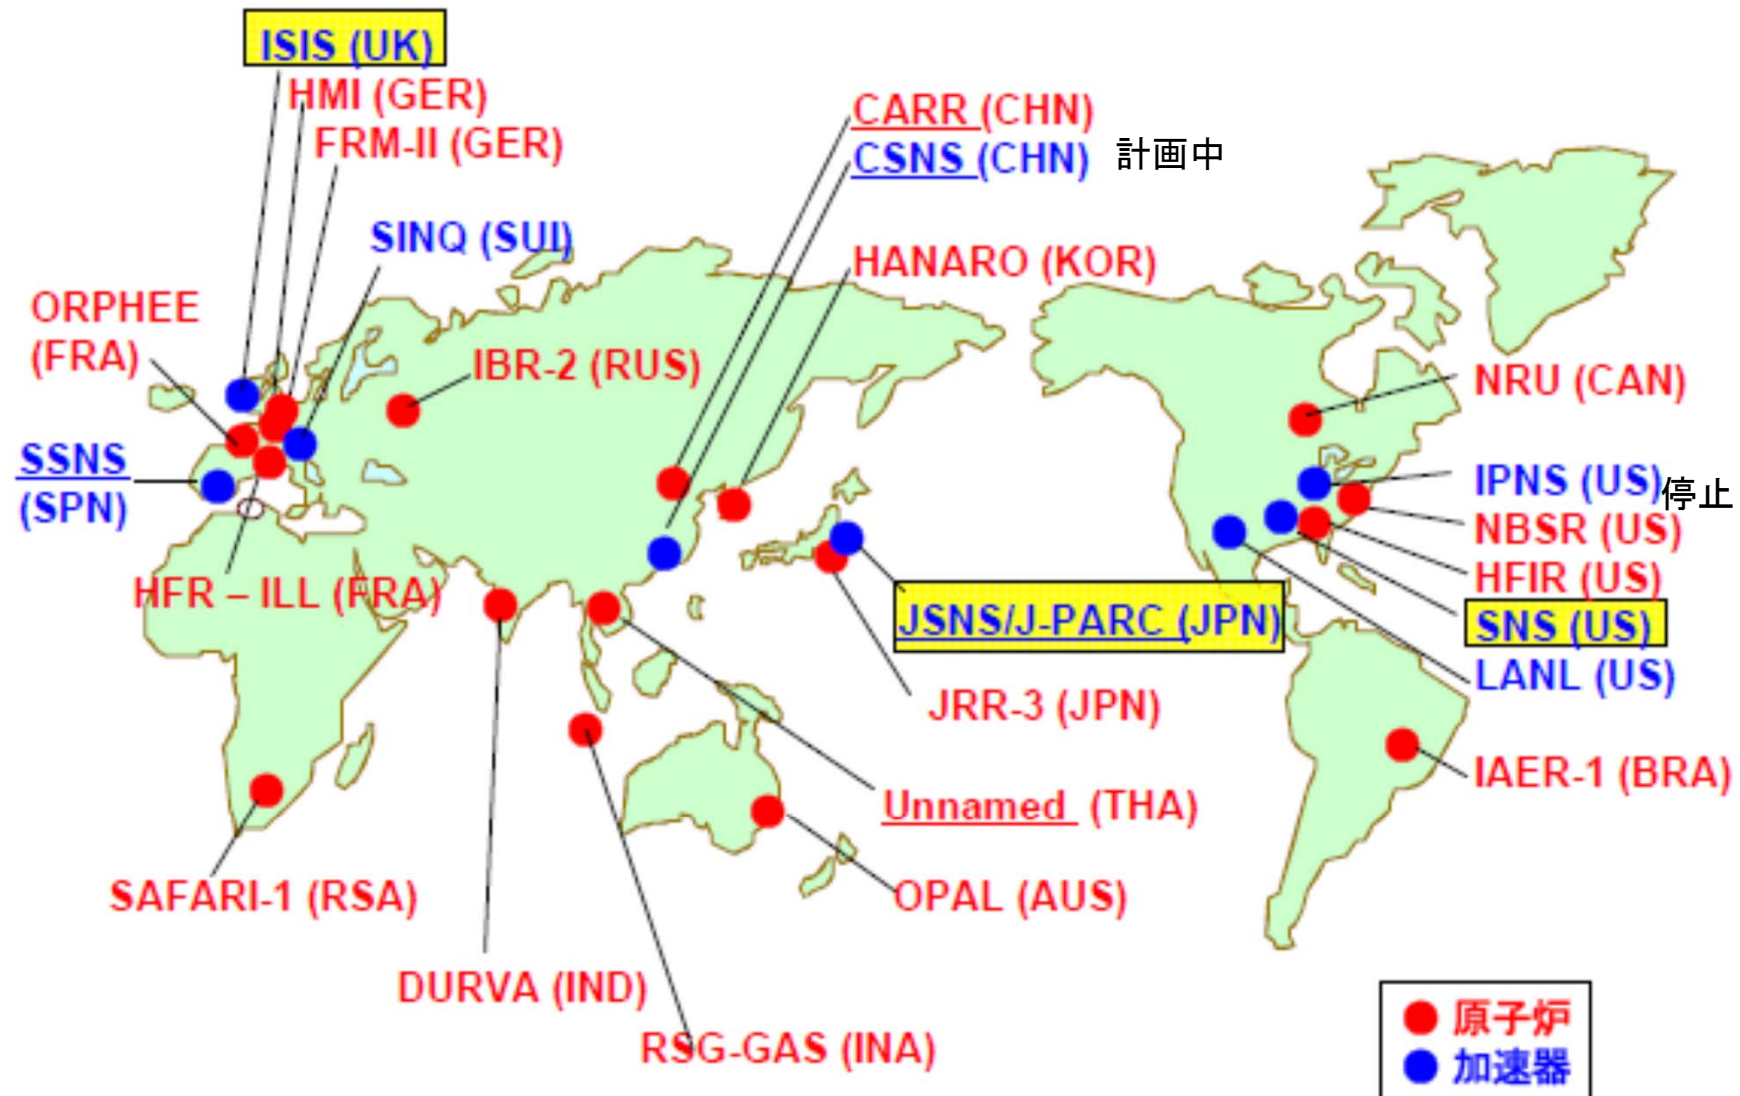 ISIS (UK)
HMI (GER)
FRM-II (GER)
CARR (CHN)
CSNS (CHN) 計画中
SINQ (SUI)
HANARO (KOR)
ORPHEE
(FRA)
IBR-2 (RUS)
NRU (CAN)
SSNS
(SPN)
IPNS (US)停止
NBSR (US)
HFIR (US)
HFR – ILL (FRA)
JSNS/J-PARC (JPN)
SNS (US)
LANL (US)
JRR-3 (JPN)
IAER-1 (BRA)
Unnamed (THA)
SAFARI-1 (RSA)
OPAL (AUS)
DURVA (IND)
RSG-GAS (INA)
原子炉
加速器